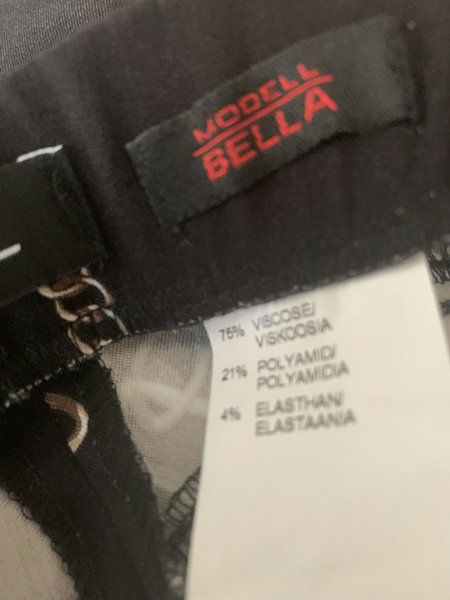 MODELL
BELLA
75% VISCOSE/
VISKOOSIA
21% POLYAMID/
POLYAMIDIA
4% ELASTHAN/
ELASTAANIA